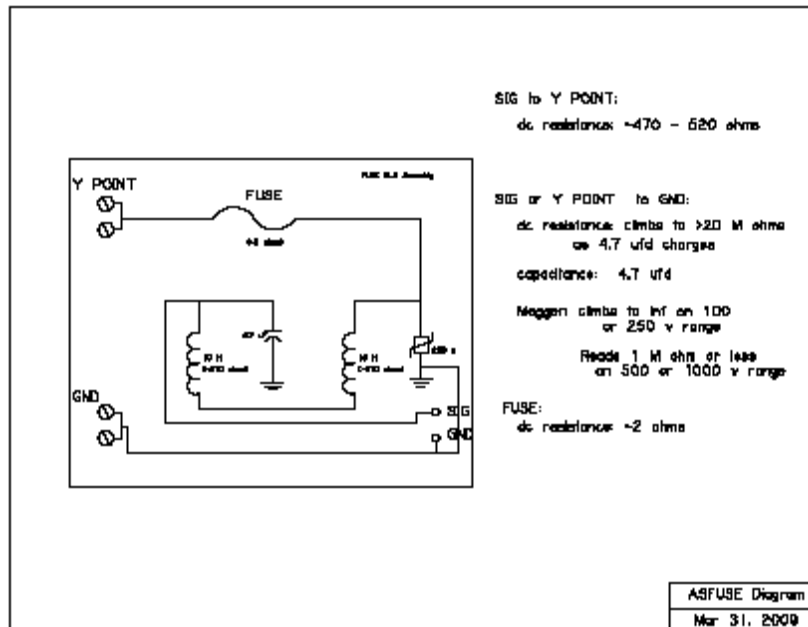 SIG to Y POINT:
dc resistance: ~470 - 520 ohms
Y POINT
FUSE
SIG or Y POINT to GND:
dc resistance: climbs to >20 M ohms
as 4.7 ufd charges
capacitance: 4.7 ufd
Megger: climbs to inf on 100
or 250 v range
Reads 1 M ohm or less
on 500 or 1000 v range
10 H
10 H
GND
SIG
GND
FUSE:
dc resistance: ~2 ohms
ASFUSE Diagram
Mar 31, 2009